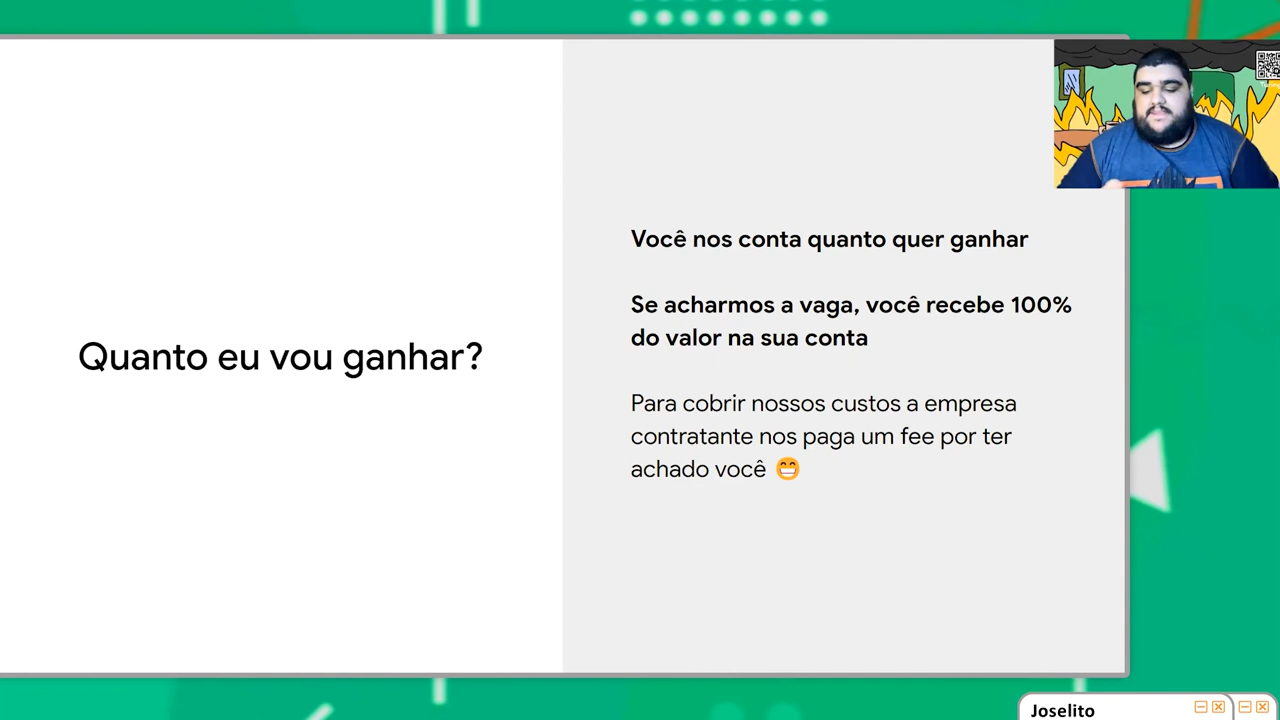 Quanto eu vou ganhar?
Você nos conta quanto quer ganhar
Se acharmos a vaga, você recebe 100%
do valor na sua conta
Para cobrir nossos custos a empresa
contratante nos paga um fee por ter
achado você 😁
Joselito